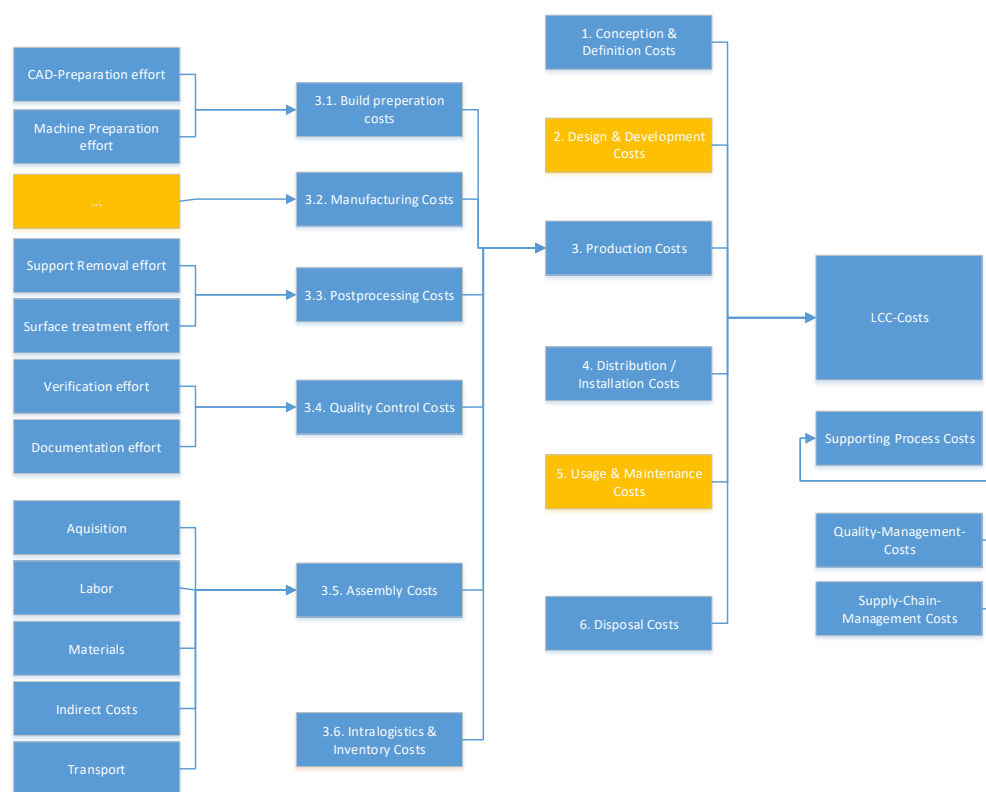 CAD-Preparation effort
Machine Preparation
effort
...
Support Removal effort
Surface treatment effort
Verification effort
Documentation effort
Aquisition
Labor
Materials
Indirect Costs
Transport
3.1. Build preperation
costs
3.2. Manufacturing Costs
3.3. Postprocessing Costs
3.4. Quality Control Costs
3.5. Assembly Costs
3.6. Intralogistics &
Inventory Costs
1. Conception &
Definition Costs
2. Design & Development
Costs
3. Production Costs
4. Distribution /
Installation Costs
5. Usage & Maintenance
Costs
6. Disposal Costs
LCC-Costs
Supporting Process Costs
Quality-Management-
Costs
Supply-Chain-
Management Costs